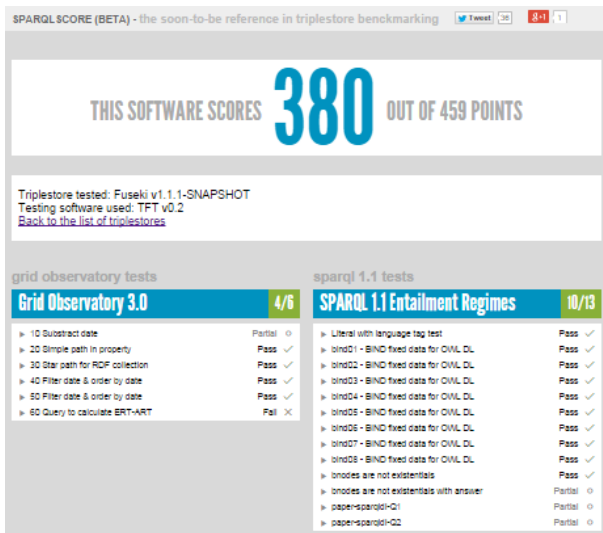 SPARQLSCORE (BETA) - the soon-to-be reference in triplestore benckmarking Tweet 36 g+1 1
THIS SOFTWARE SCORES 380 OUT OF 459 POINTS
Triplestore tested: Fuseki v1.1.1-SNAPSHOT
Testing software used: TFT v0.2
Back to the list of triplestores
grid observatory tests
Grid Observatory 3.0 4/6
10 Substract date Partial
20 Simple path in property Pass
30 Star path for RDF collection Pass
40 Filter date & order by date Pass
50 Filter date & order by date Pass
60 Query to calculate ERT-ART Fail
sparql 1.1 tests
SPARQL 1.1 Entailment Regimes 10/13
Literal with language tag test Pass
bind01 - BIND fixed data for OWL DL Pass
bind02 - BIND fixed data for OWL DL Pass
bind03 - BIND fixed data for OWL DL Pass
bind04 - BIND fixed data for OWL DL Pass
bind05 - BIND fixed data for OWL DL Pass
bind06 - BIND fixed data for OWL DL Pass
bind07 - BIND fixed data for OWL DL Pass
bind08 - BIND fixed data for OWL DL Pass
bnodes are not existentials Pass
bnodes are not existentials with answer Partial
paper-sparqldl-Q1 Partial
paper-sparqldl-Q2 Partial